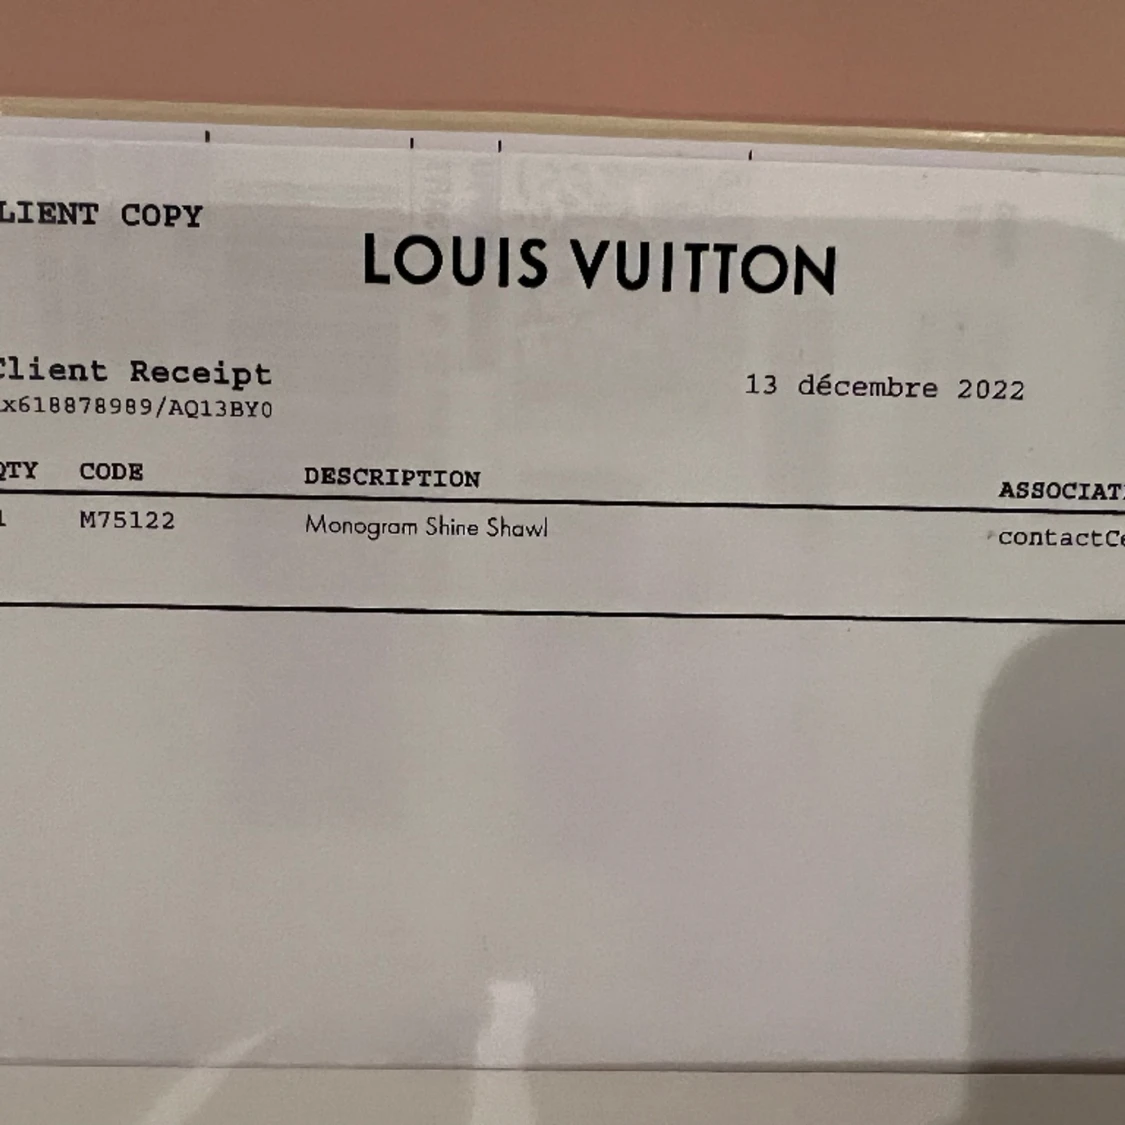 LIENT COPY
LOUIS VUITTON
Client Receipt
13 décembre 2022
x618878989/AQ13BY0
QTY CODE DESCRIPTION ASSOCIAT
1 M75122 Monogram Shine Shawl contactCe